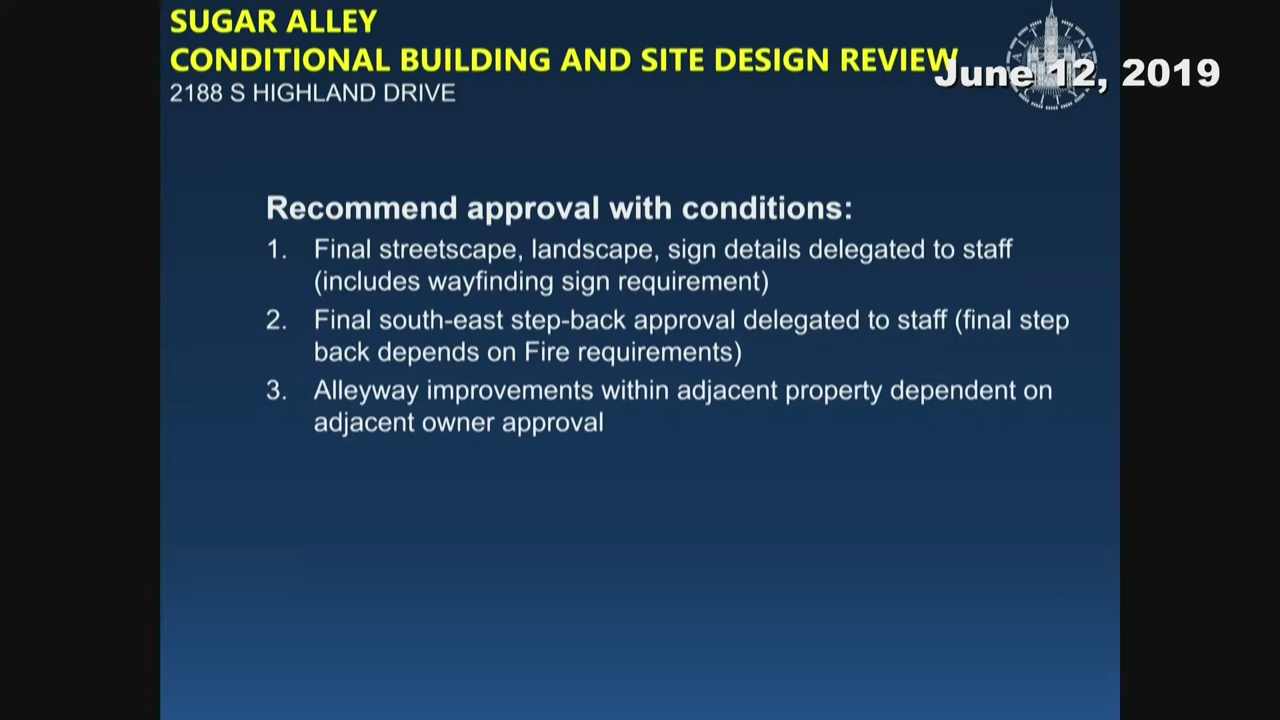 SUGAR ALLEY
CONDITIONAL BUILDING AND SITE DESIGN REVIEW
June 12, 2019
2188 S HIGHLAND DRIVE
Recommend approval with conditions:
1. Final streetscape, landscape, sign details delegated to staff
(includes wayfinding sign requirement)
2. Final south-east step-back approval delegated to staff (final step
back depends on Fire requirements)
3. Alleyway improvements within adjacent property dependent on
adjacent owner approval